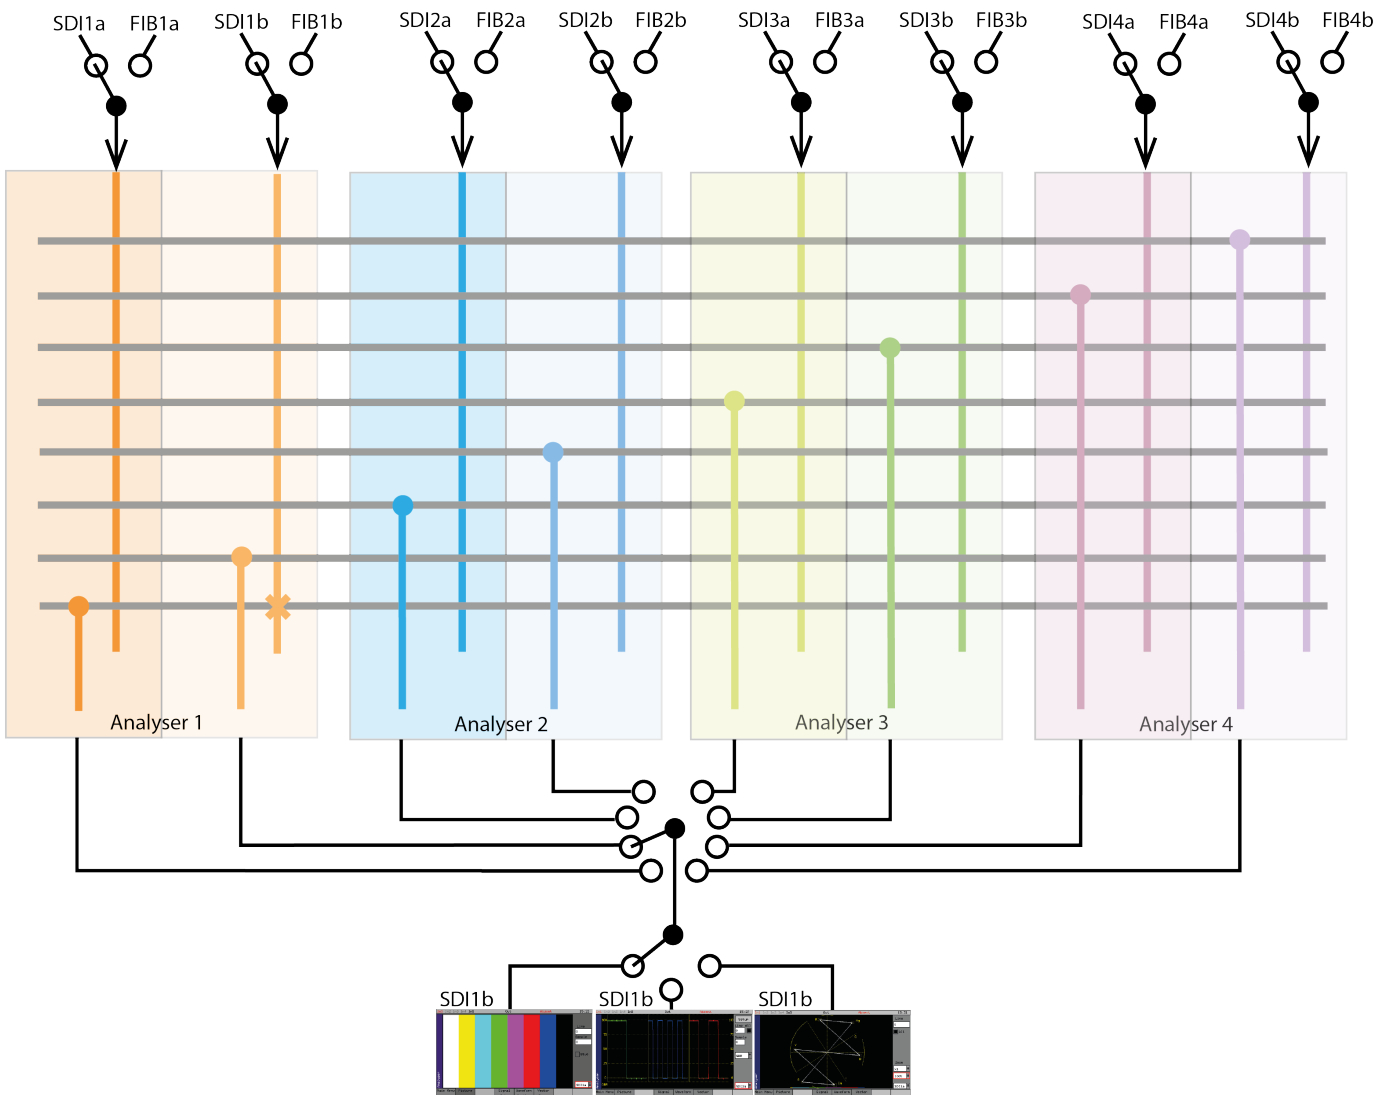 SDI1a FIB1a SDI1b FIB1b SDI2a FIB2a SDI2b FIB2b SDI3a FIB3a SDI3b FIB3b SDI4a FIB4a SDI4b FIB4b
Analyser 1 Analyser 2 Analyser 3 Analyser 4
SDI1b SDI1b SDI1b